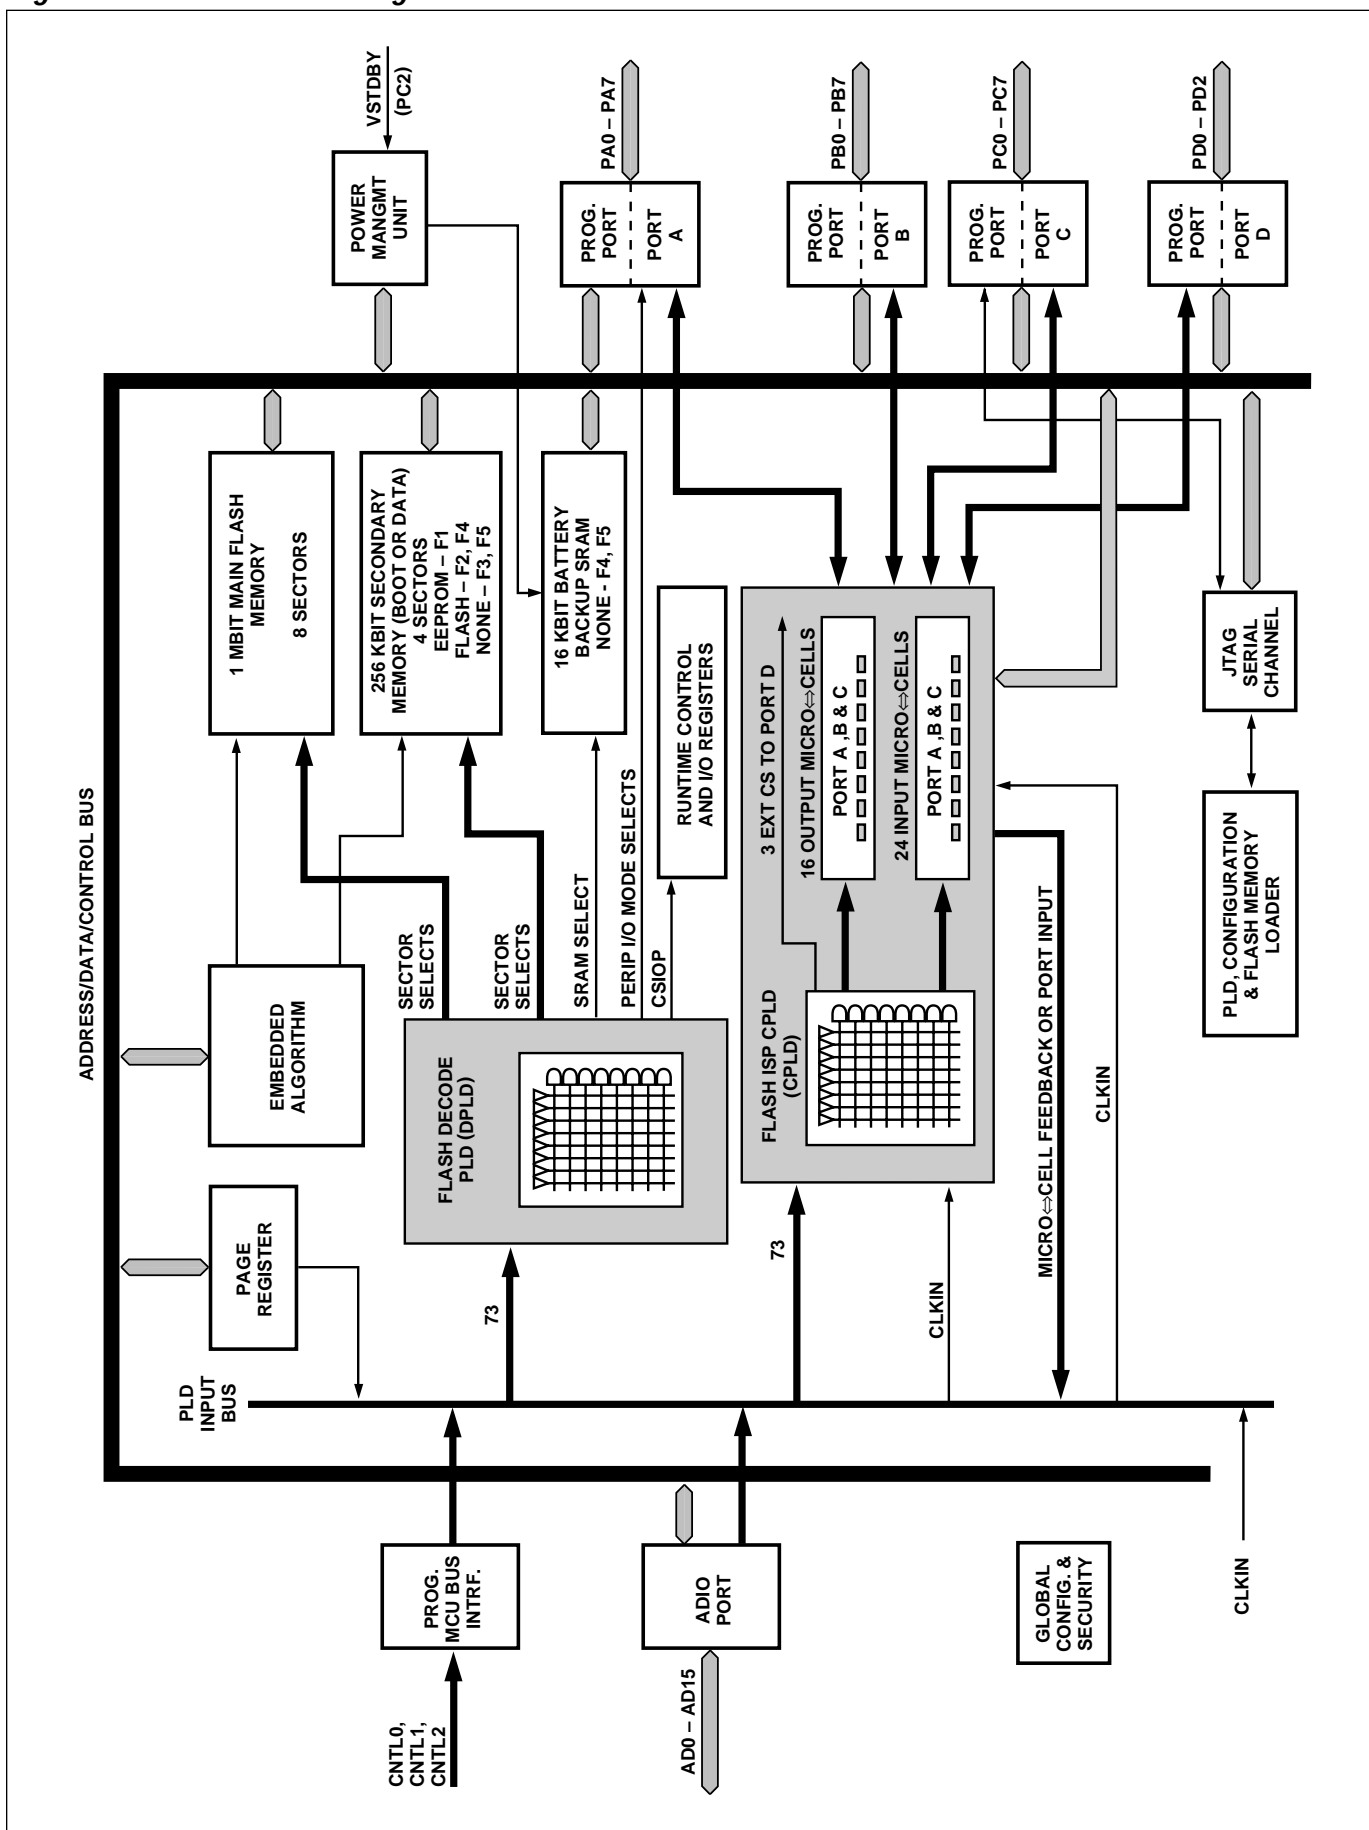 ADDRESS/DATA/CONTROL BUS
CNTL0,
CNTL1,
CNTL2
PROG.
MCU BUS
INTRF.
PLD
INPUT
BUS
PAGE
REGISTER
EMBEDDED
ALGORITHM
1 MBIT MAIN FLASH
MEMORY
8 SECTORS
VSTDBY
(PC2)
POWER
MANGMT
UNIT
256 KBIT SECONDARY
MEMORY (BOOT OR DATA)
4 SECTORS
EEPROM – F1
FLASH – F2, F4
NONE – F3, F5
SECTOR
SELECTS
SECTOR
SELECTS
73
FLASH DECODE
PLD (DPLD)
16 KBIT BATTERY
BACKUP SRAM
NONE - F4, F5
SRAM SELECT
PERIP I/O MODE SELECTS
CSIOP
RUNTIME CONTROL
AND I/O REGISTERS
PROG.
PORT
PORT
A
PA0 – PA7
AD0 – AD15
ADIO
PORT
73
FLASH ISP CPLD
(CPLD)
3 EXT CS TO PORT D
16 OUTPUT MICRO⇔CELLS
PORT A ,B & C
24 INPUT MICRO⇔CELLS
PORT A ,B & C
PROG.
PORT
PORT
B
PB0 – PB7
CLKIN
MICRO⇔CELL FEEDBACK OR PORT INPUT
CLKIN
PROG.
PORT
PORT
C
PC0 – PC7
GLOBAL
CONFIG. &
SECURITY
CLKIN
PLD, CONFIGURATION
& FLASH MEMORY
LOADER
JTAG
SERIAL
CHANNEL
PROG.
PORT
PORT
D
PD0 – PD2